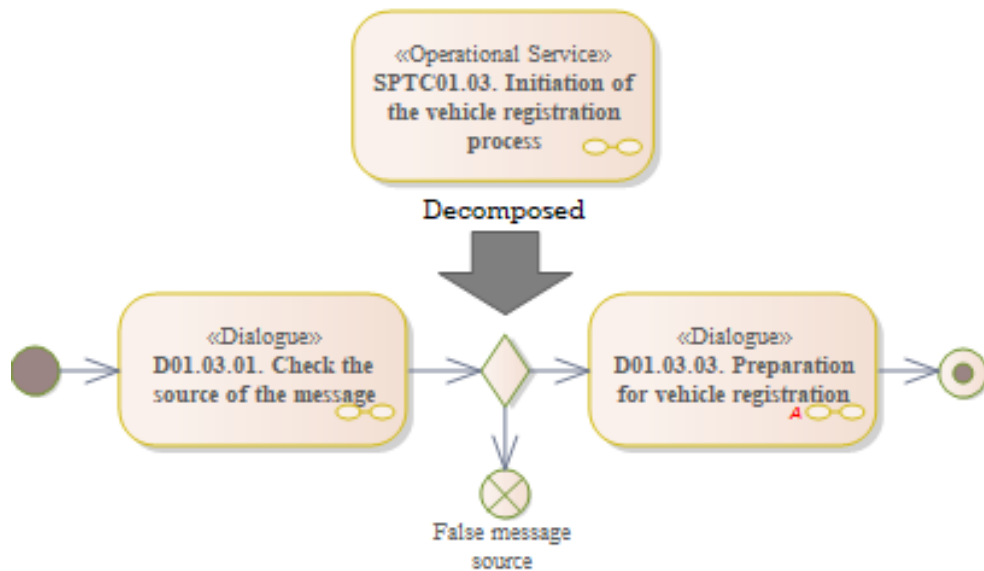 «Operational Service»
SPTC01.03. Initiation of
the vehicle registration
process
Decomposed
«Dialogue»
D01.03.01. Check the
source of the message
«Dialogue»
D01.03.03. Preparation
for vehicle registration
A
False message
source